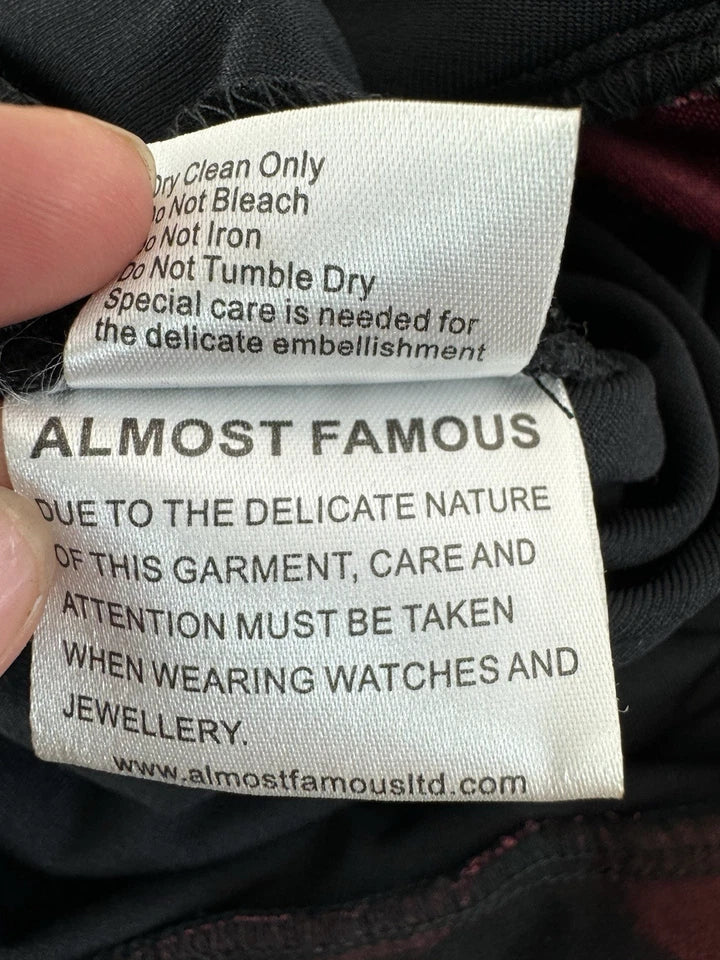 Dry Clean Only
Do Not Bleach
Do Not Iron
Do Not Tumble Dry
Special care is needed for
the delicate embellishment
ALMOST FAMOUS
DUE TO THE DELICATE NATURE
OF THIS GARMENT, CARE AND
ATTENTION MUST BE TAKEN
WHEN WEARING WATCHES AND
JEWELLERY.
www.almostfamousltd.com